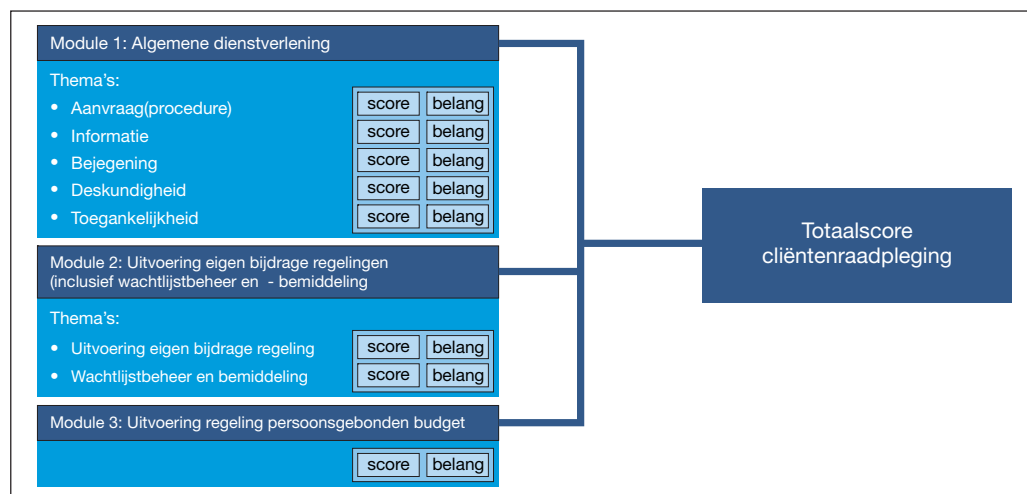 Module 1: Algemene dienstverlening
Thema's:
• Aanvraag(procedure) score belang
• Informatie score belang
• Bejegening score belang
• Deskundigheid score belang
• Toegankelijkheid score belang
Module 2: Uitvoering eigen bijdrage regelingen
(inclusief wachtlijstbeheer en - bemiddeling
Thema's:
• Uitvoering eigen bijdrage regeling score belang
• Wachtlijstbeheer en bemiddeling score belang
Module 3: Uitvoering regeling persoonsgebonden budget
score belang
Totaalscore
cliëntenraadpleging